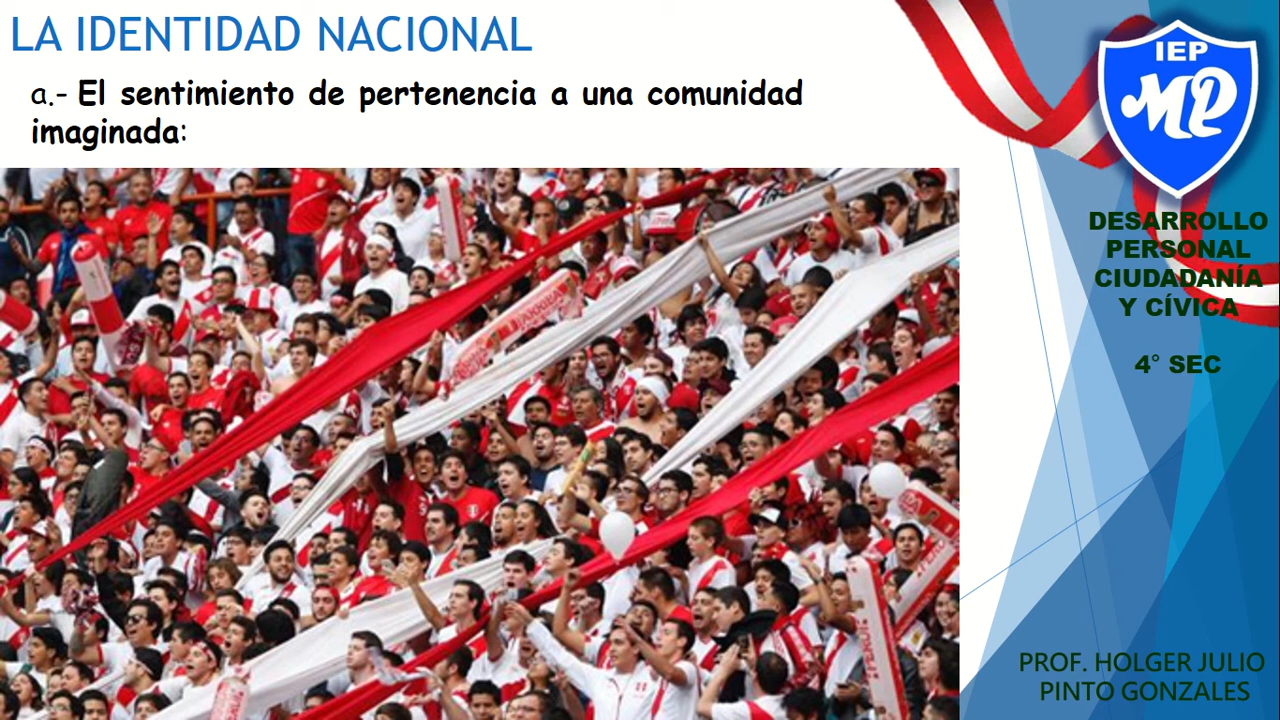 LA IDENTIDAD NACIONAL
a.- El sentimiento de pertenencia a una comunidad
imaginada:
IEP
MP
DESARROLLO
PERSONAL
CIUDADANÍA
Y CÍVICA
4° SEC
PROF. HOLGER JULIO
PINTO GONZALES